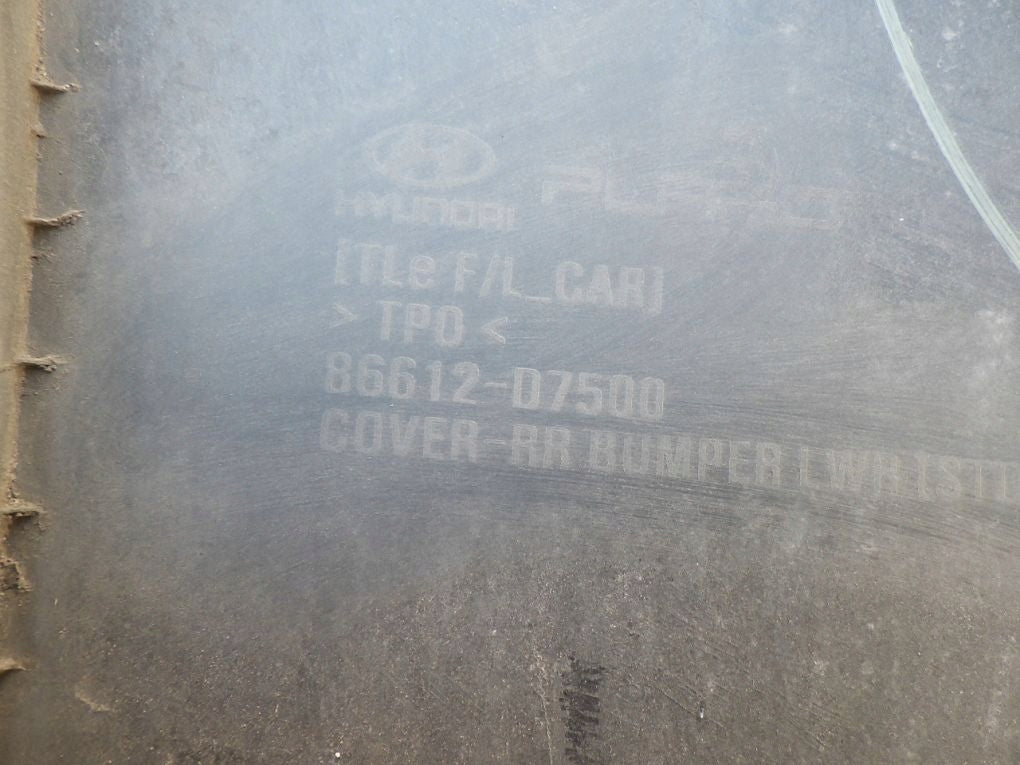 HYUNDAI
[TLe F/L_CAR]
> TPO <
86612-D7500
COVER-RR BUMPER LWR